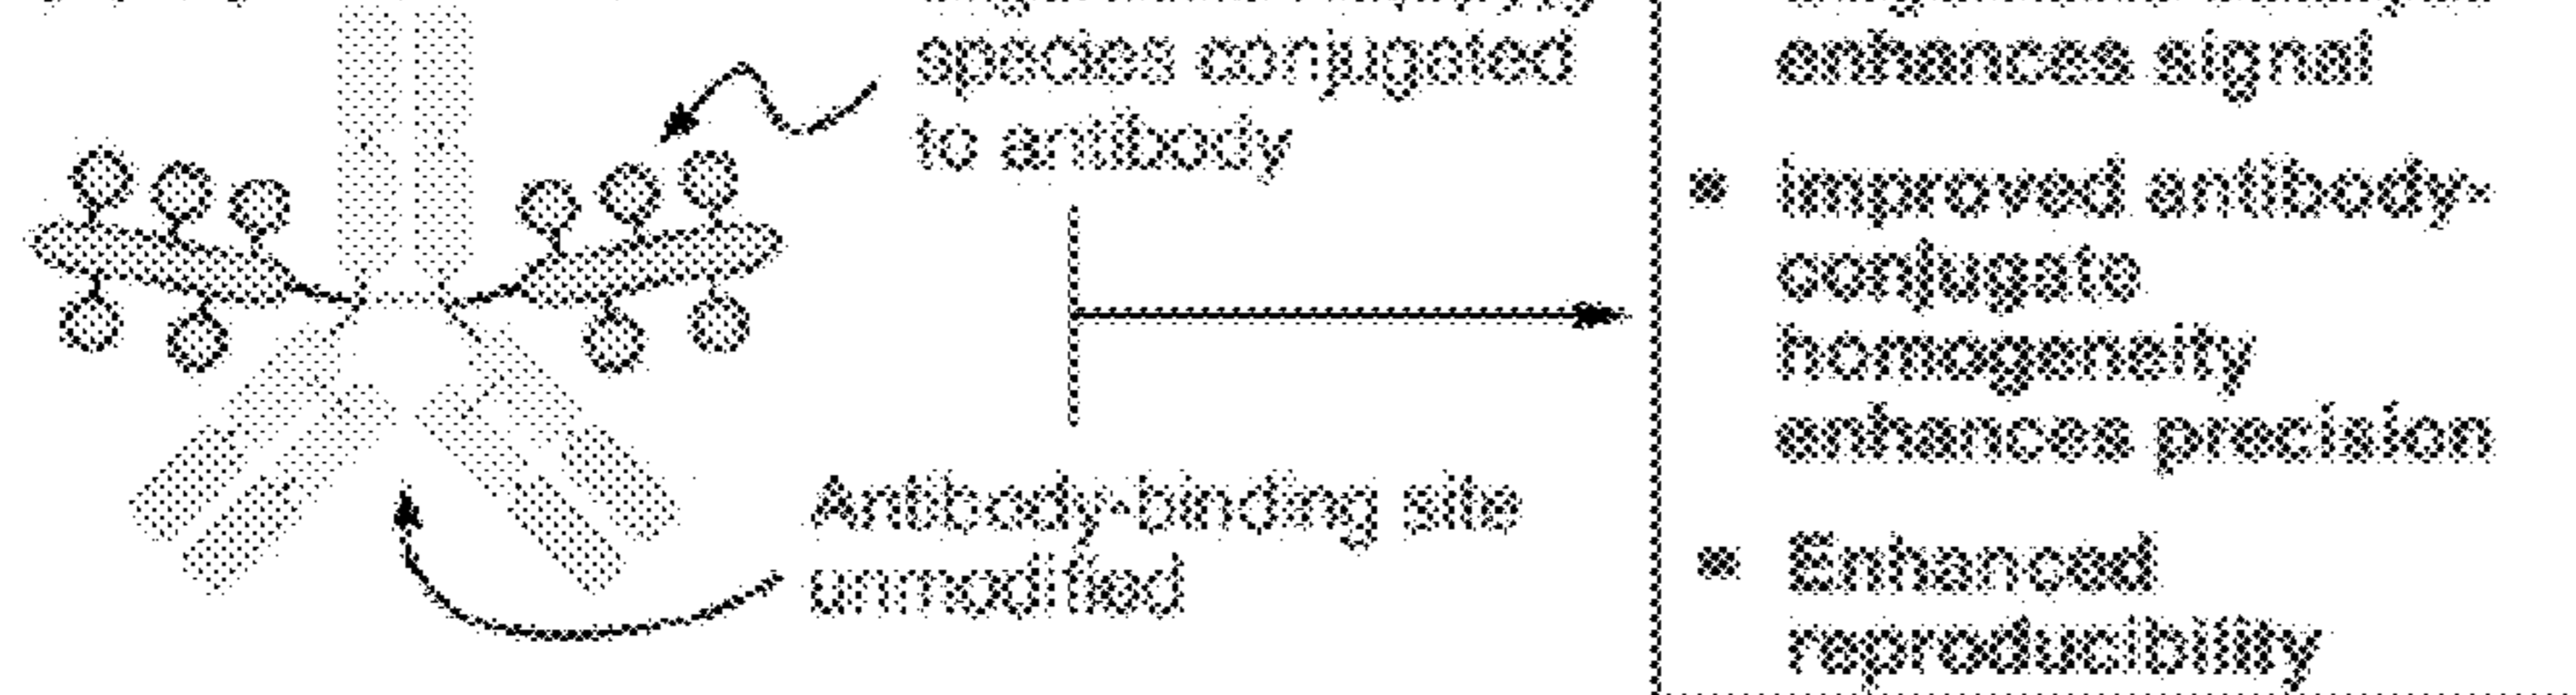 species conjugated
to antibody
Antibody-binding site
unmodified
enhances signal
improved antibody-
conjugate
homogeneity
enhances precision
Enhanced
reproducibility